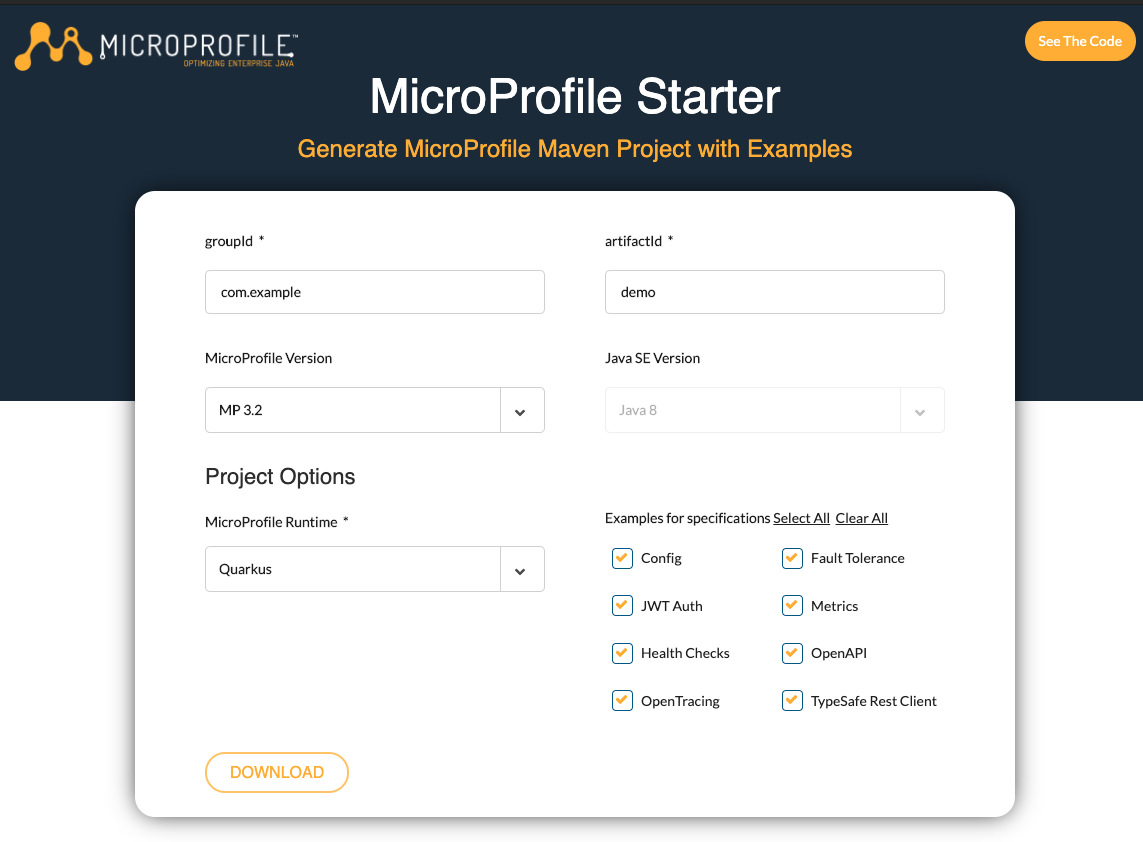 MICROPROFILE™
OPTIMIZING ENTERPRISE JAVA
See The Code
MicroProfile Starter
Generate MicroProfile Maven Project with Examples
groupId *
artifactId *
com.example
demo
MicroProfile Version
Java SE Version
MP 3.2
Java 8
Project Options
MicroProfile Runtime *
Examples for specifications Select All Clear All
Quarkus
Config
Fault Tolerance
JWT Auth
Metrics
Health Checks
OpenAPI
OpenTracing
TypeSafe Rest Client
DOWNLOAD